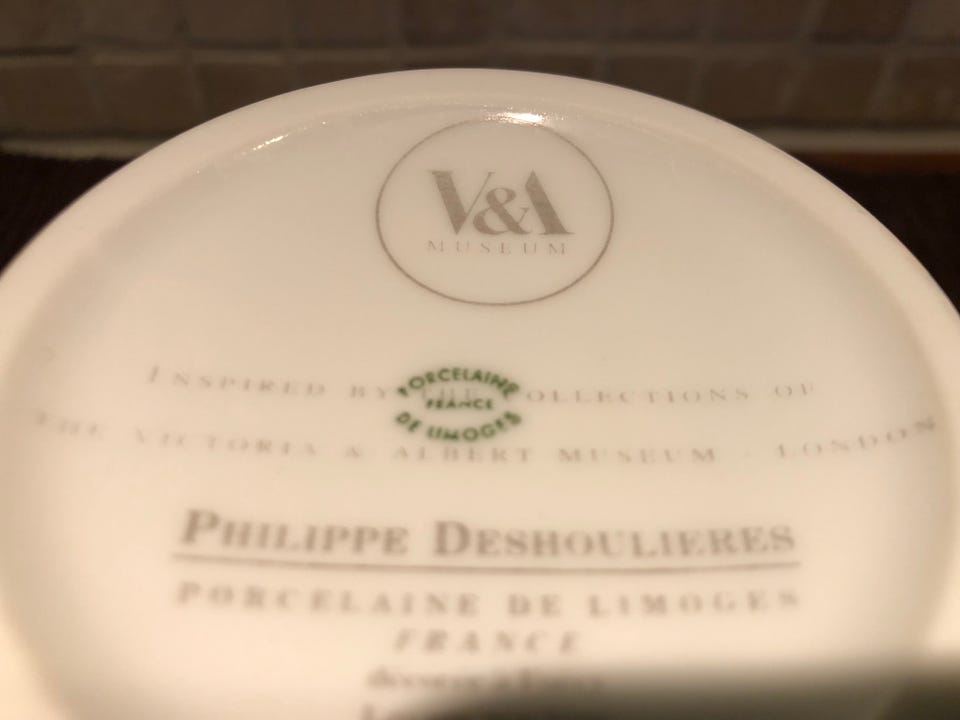 V&A
MUSEUM
INSPIRED BY THE COLLECTIONS OF
PORCELAINE
FRANCE
DE LIMOGES
THE VICTORIA & ALBERT MUSEUM - LONDON
PHILIPPE DESHOULIERES
PORCELAINE DE LIMOGES
FRANCE